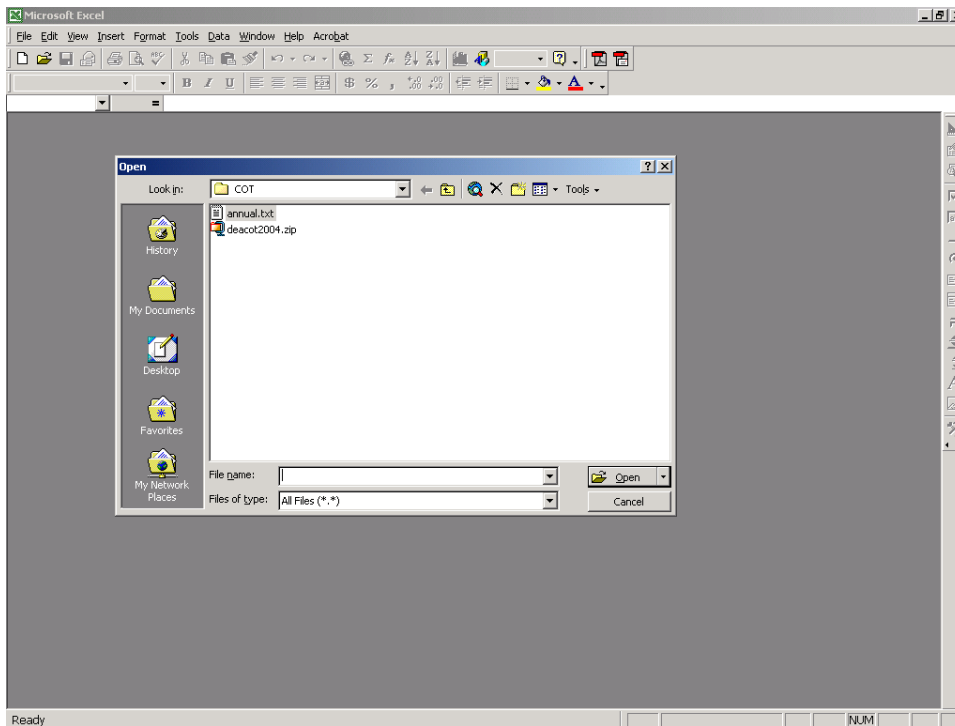 Microsoft Excel
File Edit View Insert Format Tools Data Window Help Acrobat
B I U $ % ,
=
Open
Look in: COT Tools
annual.txt
deacot2004.zip
History
My Documents
Desktop
Favorites
My Network
Places
File name: Open
Files of type: All Files (*.*) Cancel
Ready NUM